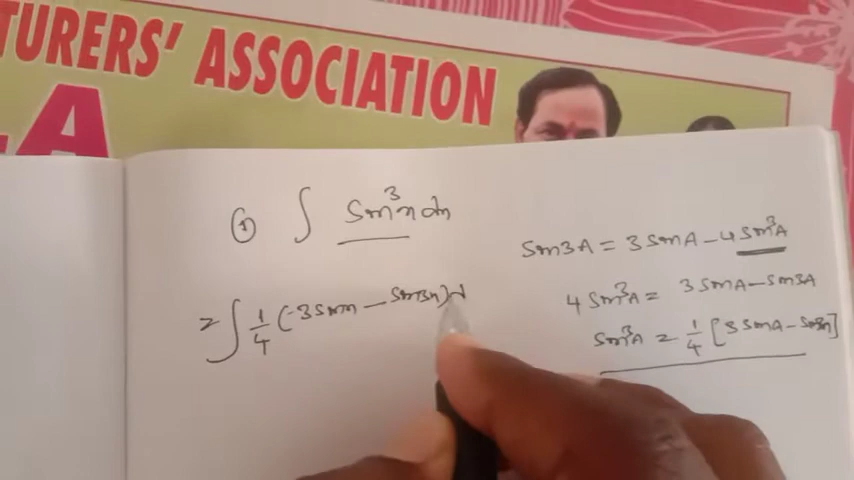 TURERS' ASSOCIATION
A
① ∫ sin³x dx
sin3A = 3sinA - 4sin³A
4sin³A = 3sinA - sin3A
sin³A = 1/4 [3sinA - sin3A]
= ∫ 1/4 (3sinx - sin3x) d